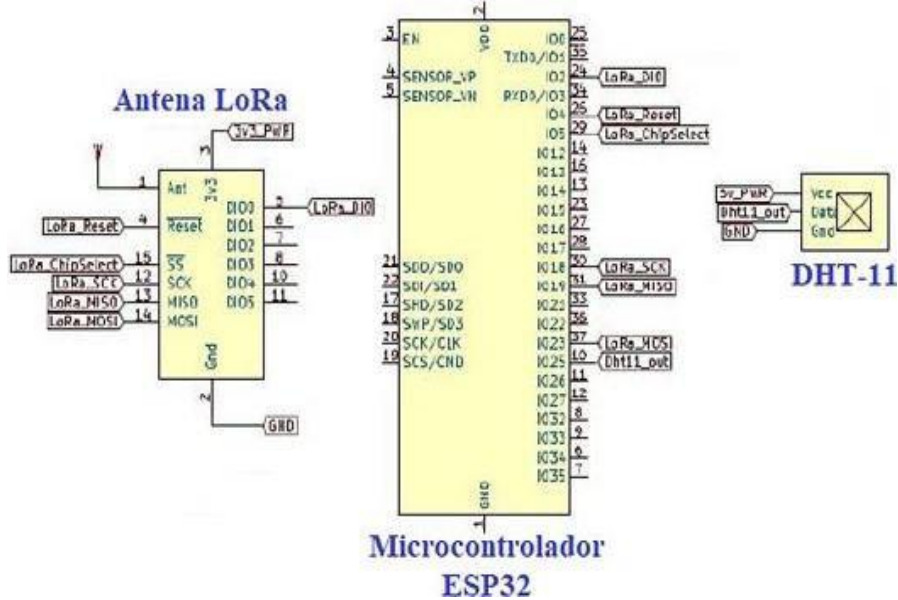 Antena LoRa
3v3_PWR
3
3v3
1
Ant
LoRa_Reset
4
Reset
LoRa_ChipSelect
15
SS
LoRa_SCK
12
SCK
LoRa_MISO
13
MISO
LoRa_MOSI
14
MOSI
DIO0
LoRa_DIO
DIO1
6
DIO2
7
DIO3
8
DIO4
10
DIO5
11
Gnd
2
GND
2
VDD
3
EN
4
SENSOR_VP
5
SENSOR_VN
21
SDO/SD0
22
SDI/SD1
17
SHD/SD2
18
SWP/SD3
20
SCK/CLK
19
IO0
25
TXD0/IO1
35
IO2
24
LoRa_DIO
RXD0/IO3
34
IO4
26
LoRa_Reset
IO5
29
LoRa_ChipSelect
IO12
14
IO13
16
IO14
13
IO15
23
IO16
27
IO17
28
IO18
30
LoRa_SCK
IO19
31
LoRa_MISO
IO21
33
IO22
36
IO23
37
LoRa_MOSI
IO25
10
Dht11_out
IO26
11
IO27
12
IO32
8
IO33
9
IO34
6
IO35
7
GND
1
Microcontrolador
ESP32
5v_PWR
Vcc
Dht11_out
Dat
GND
Gnd
DHT-11